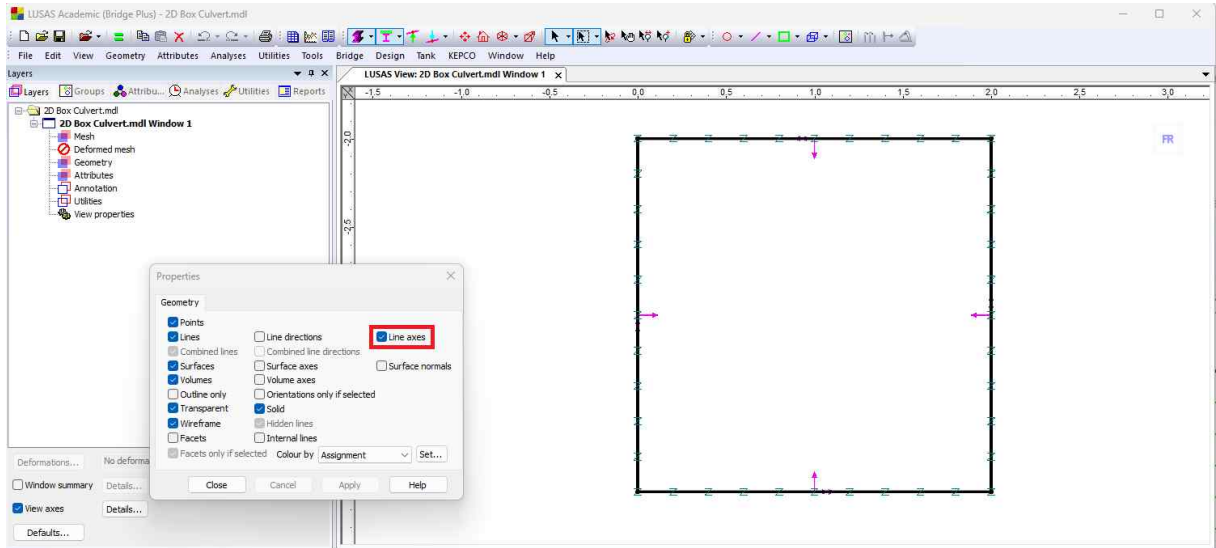 LUSAS Academic (Bridge Plus) - 2D Box Culvert.mdl
File Edit View Geometry Attributes Analyses Utilities Tools Bridge Design Tank KEPCO Window Help
Layers
LUSAS View: 2D Box Culvert.mdl Window 1 x
Layers Groups Attribu... Analyses Utilities Reports
-1,5 -1,0 -0,5 0,0 0,5 1,0 1,5 2,0 2,5 3,0
2D Box Culvert.mdl
2D Box Culvert.mdl Window 1
Mesh
Deformed mesh
Geometry
Attributes
Annotation
Utilities
View properties
-2,0
-2,5
FR
Properties
Geometry
Points
Lines Line directions Line axes
Combined lines Combined line directions
Surfaces Surface axes Surface normals
Volumes Volume axes
Outline only Orientations only if selected
Transparent Solid
Wireframe Hidden lines
Facets Internal lines
Facets only if selected Colour by Assignment Set...
Close Cancel Apply Help
Deformations... No deforma
Window summary Details...
View axes Details...
Defaults...